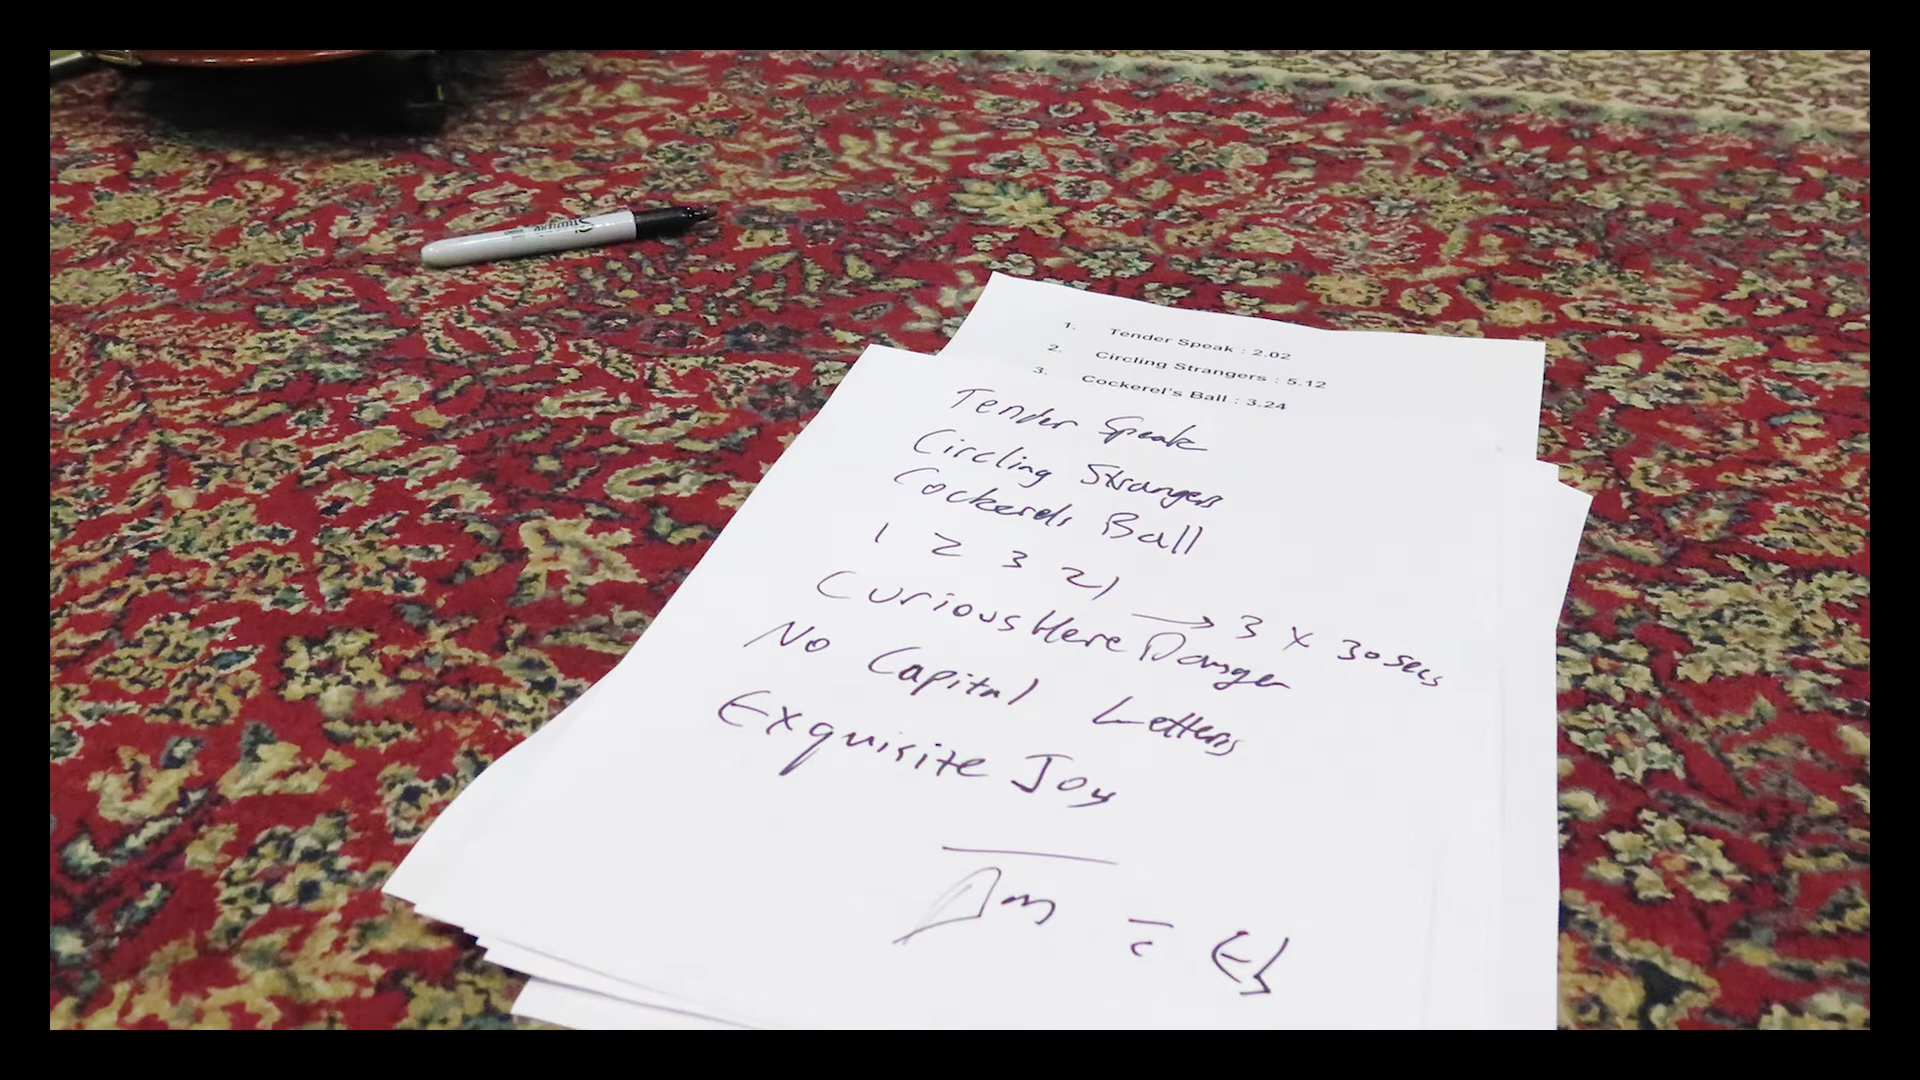 Sharpie
1. Tender Speak : 2.02
2. Circling Strangers : 5.12
3. Cockerel's Ball : 3.24
Tender Speak
Circling Strangers
Cockerels Ball
1 2 3 21
Curious Here Danger → 3 x 30 secs
No Capital Letters
Exquisite Joy